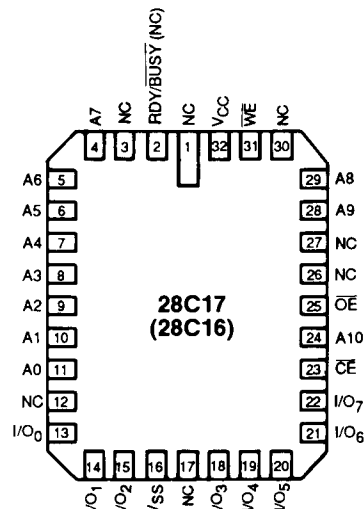 A7
NC
RDY/BUSY (NC)
NC
VCC
WE
NC
4
3
2
1
32
31
30
A6 5
A5 6
A4 7
A3 8
A2 9
A1 10
A0 11
NC 12
I/O0 13
29 A8
28 A9
27 NC
26 NC
25 OE
24 A10
23 CE
22 I/O7
21 I/O6
28C17
(28C16)
14
15
16
17
18
19
20
I/O1
I/O2
VSS
NC
I/O3
I/O4
I/O5